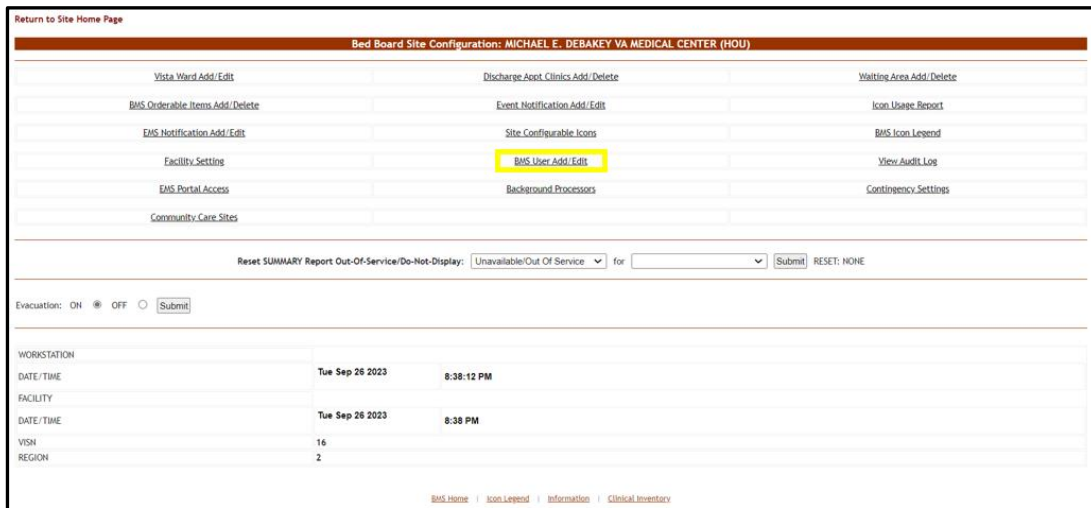 Return to Site Home Page
Bed Board Site Configuration: MICHAEL E. DEBAKEY VA MEDICAL CENTER (HOU)
Vista Ward Add/Edit Discharge Appt Clinics Add/Delete Waiting Area Add/Delete
BMS Orderable Items Add/Delete Event Notification Add/Edit Icon Usage Report
EMS Notification Add/Edit Site Configurable Icons BMS Icon Legend
Facility Setting BMS User Add/Edit View Audit Log
EMS Portal Access Background Processors Contingency Settings
Community Care Sites
Reset SUMMARY Report Out-Of-Service/Do-Not-Display: Unavailable/Out Of Service for Submit RESET: NONE
Evacuation: ON OFF Submit
WORKSTATION
DATE/TIME Tue Sep 26 2023 8:38:12 PM
FACILITY
DATE/TIME Tue Sep 26 2023 8:38 PM
VISN 16
REGION 2
BMS Home | Icon Legend | Information | Clinical Inventory